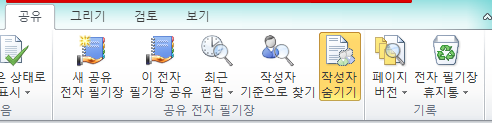 공유 그리기 검토 보기
은 상태로 새 공유 이 전자 최근 작성자 작성자 페이지 전자 필기장
표시 전자 필기장 필기장 공유 편집 기준으로 찾기 숨기기 버전 휴지통
음 공유 전자 필기장 기록